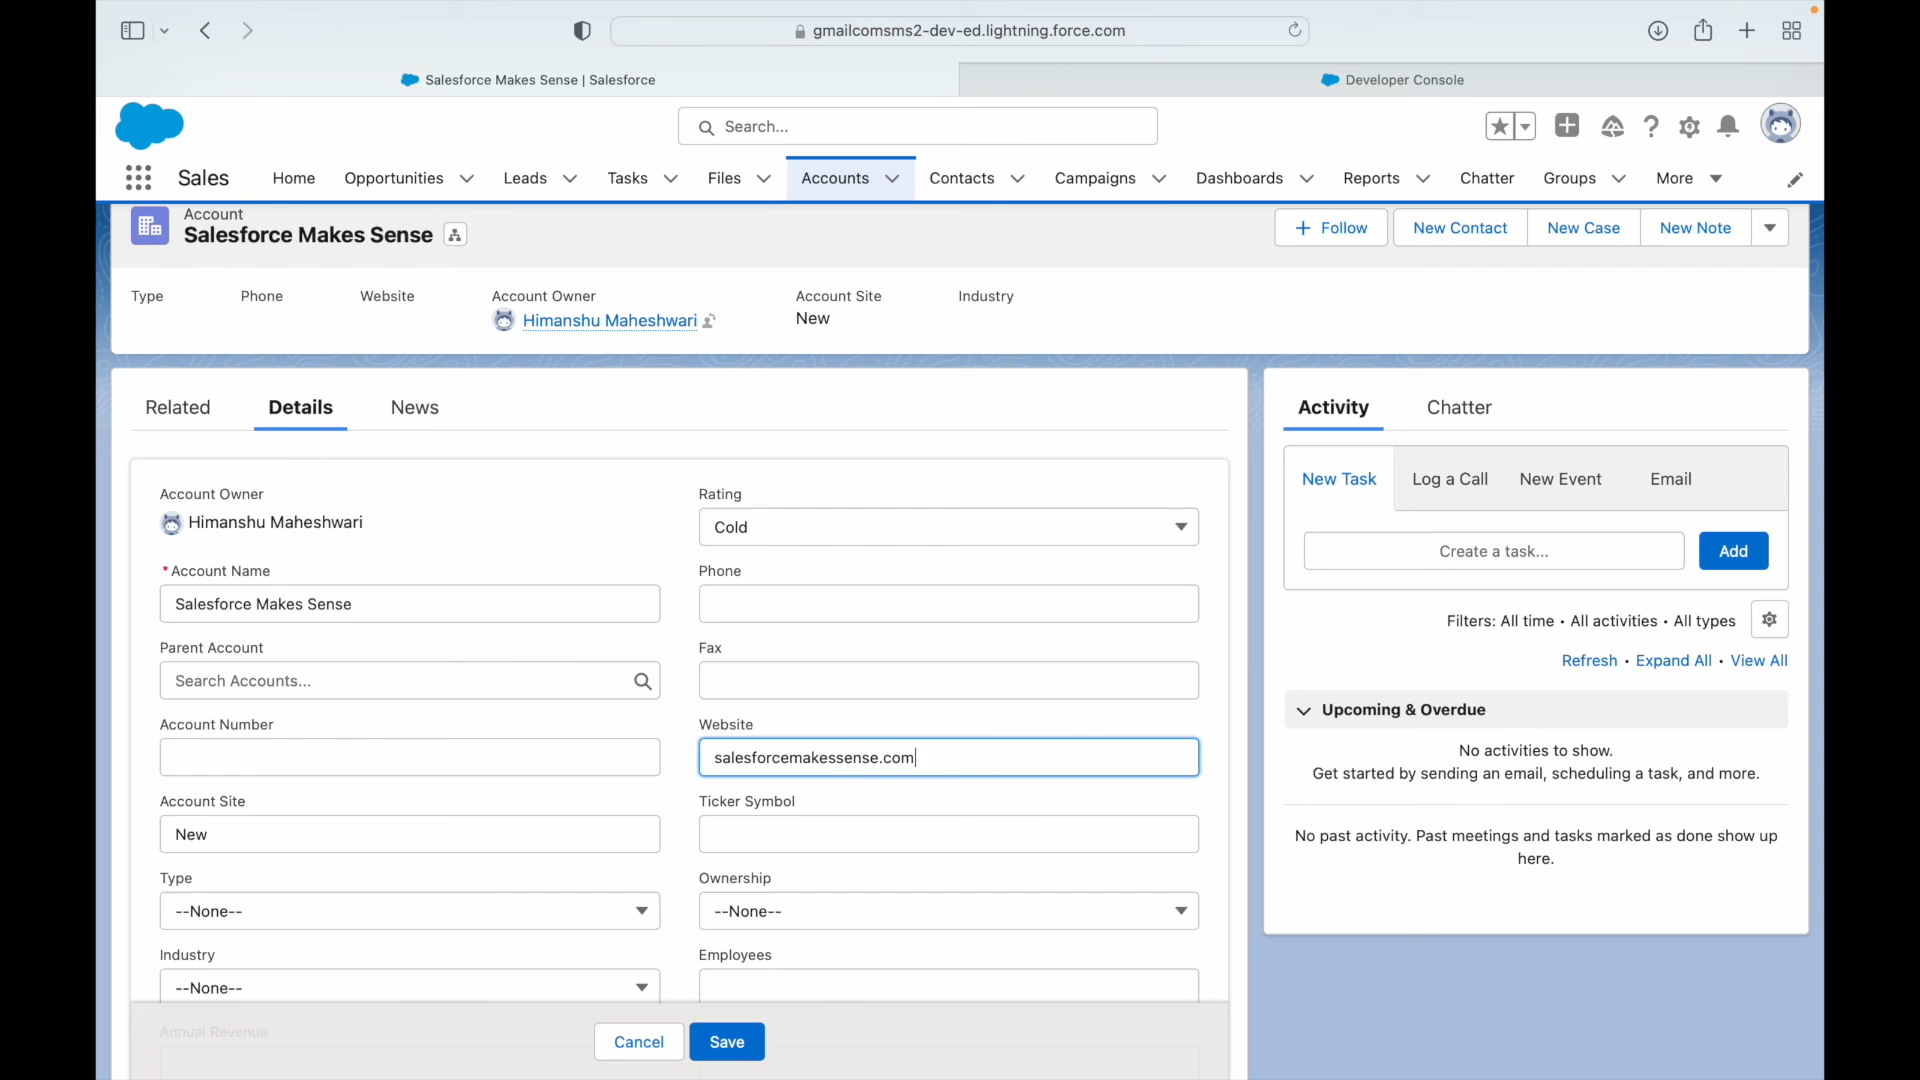 gmailcomsms2-dev-ed.lightning.force.com
Salesforce Makes Sense | Salesforce
Developer Console
Search...
Sales
Home
Opportunities
Leads
Tasks
Files
Accounts
Contacts
Campaigns
Dashboards
Reports
Chatter
Groups
More
Account
Salesforce Makes Sense
Follow
New Contact
New Case
New Note
Type
Phone
Website
Account Owner
Account Site
Industry
Himanshu Maheshwari
New
Related
Details
News
Account Owner
Himanshu Maheshwari
Rating
Cold
* Account Name
Salesforce Makes Sense
Phone
Parent Account
Search Accounts...
Fax
Account Number
Website
salesforcemakessense.com
Account Site
New
Ticker Symbol
Type
--None--
Ownership
--None--
Industry
--None--
Employees
Annual Revenue
Cancel
Save
Activity
Chatter
New Task
Log a Call
New Event
Email
Create a task...
Add
Filters: All time • All activities • All types
Refresh • Expand All • View All
Upcoming & Overdue
No activities to show.
Get started by sending an email, scheduling a task, and more.
No past activity. Past meetings and tasks marked as done show up
here.